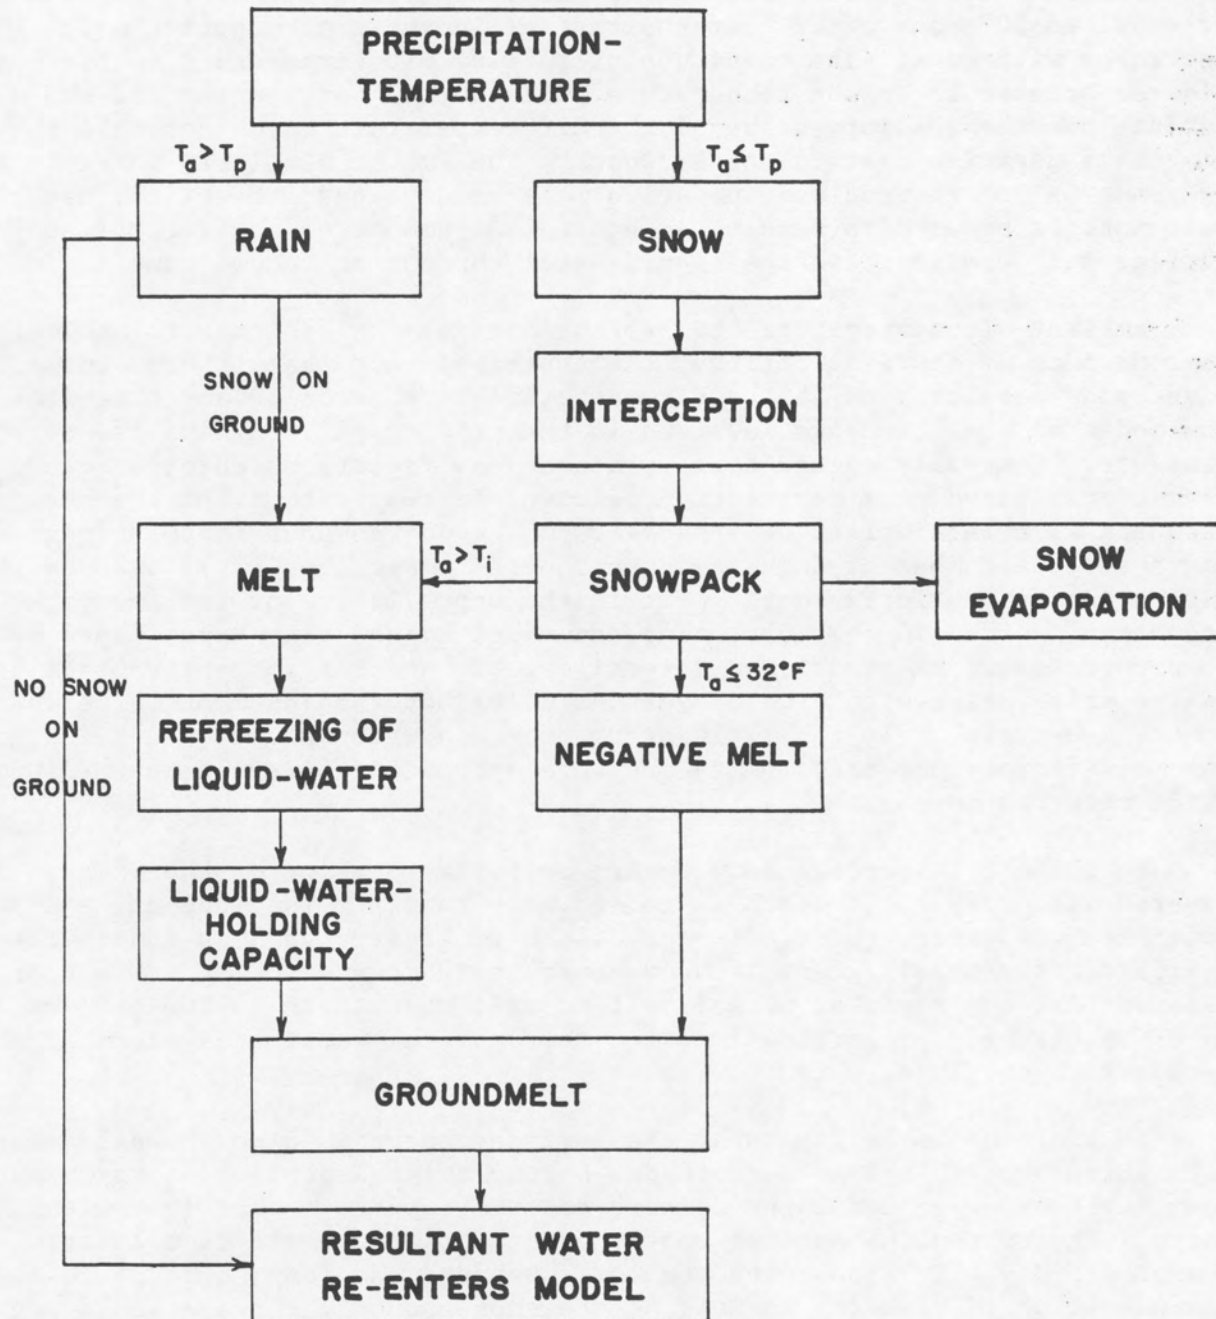 PRECIPITATION-
TEMPERATURE
Ta > Tp
Ta ≤ Tp
RAIN
SNOW
SNOW ON
GROUND
INTERCEPTION
MELT
Ta > Ti
SNOWPACK
SNOW
EVAPORATION
Ta ≤ 32°F
NO SNOW
ON
GROUND
REFREEZING OF
LIQUID-WATER
NEGATIVE MELT
LIQUID-WATER-
HOLDING
CAPACITY
GROUNDMELT
RESULTANT WATER
RE-ENTERS MODEL